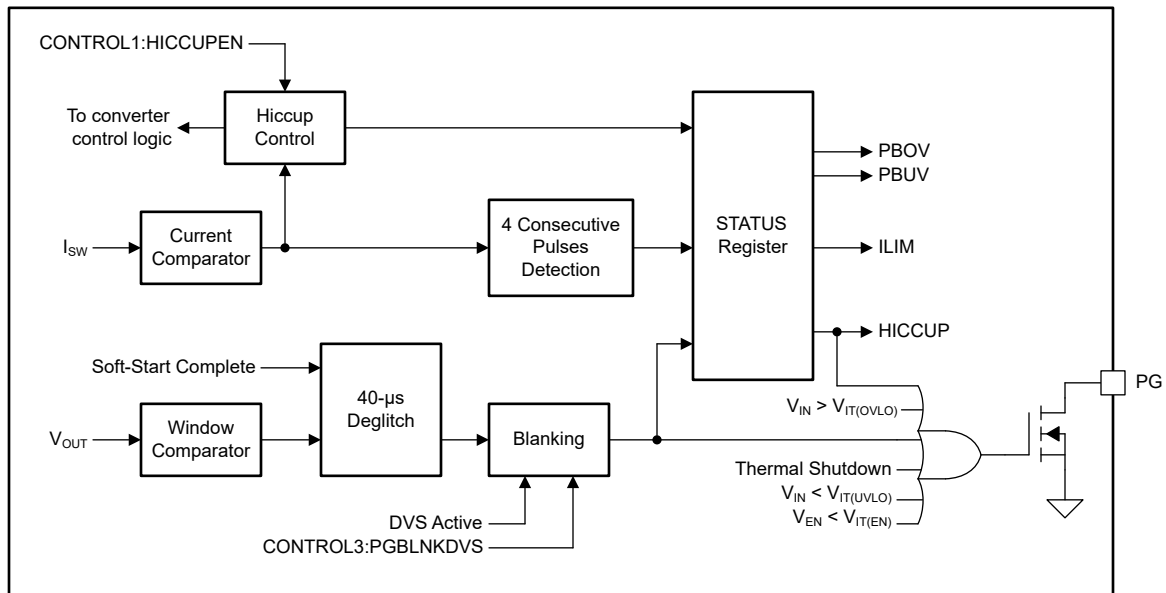 CONTROL1:HICCUPEN
To converter
control logic
Hiccup
Control
PBOV
PBUV
STATUS
Register
4 Consecutive
Pulses
Detection
ISW
Current
Comparator
ILIM
HICCUP
Soft-Start Complete
40-µs
Deglitch
PG
VIN > VIT(OVLO)
VOUT
Window
Comparator
Blanking
Thermal Shutdown
VIN < VIT(UVLO)
VEN < VIT(EN)
DVS Active
CONTROL3:PGBLNKDVS